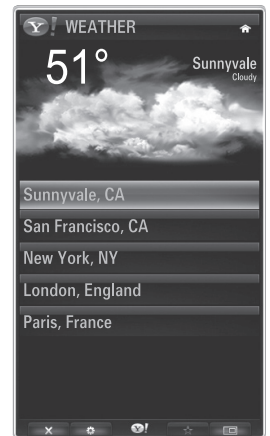 Y! WEATHER
51°
Sunnyvale
Cloudy
Sunnyvale, CA
San Francisco, CA
New York, NY
London, England
Paris, France
Y!